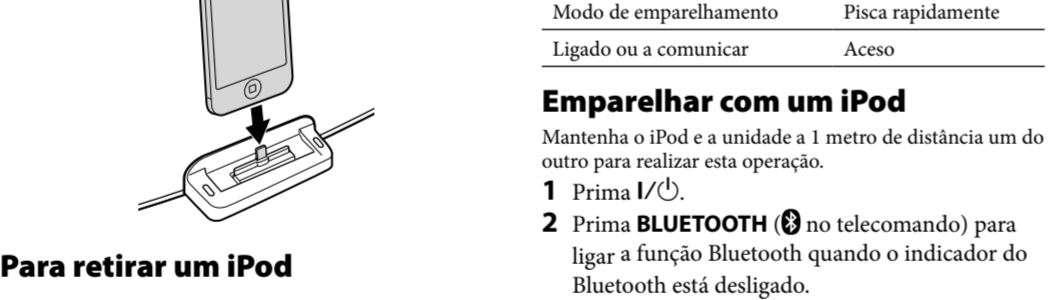 Para retirar um iPod
Modo de emparelhamento Pisca rapidamente
Ligado ou a comunicar Aceso
Emparelhar com um iPod
Mantenha o iPod e a unidade a 1 metro de distância um do
outro para realizar esta operação.
1 Prima I/⏻.
2 Prima BLUETOOTH ( no telecomando) para
ligar a função Bluetooth quando o indicador do
Bluetooth está desligado.